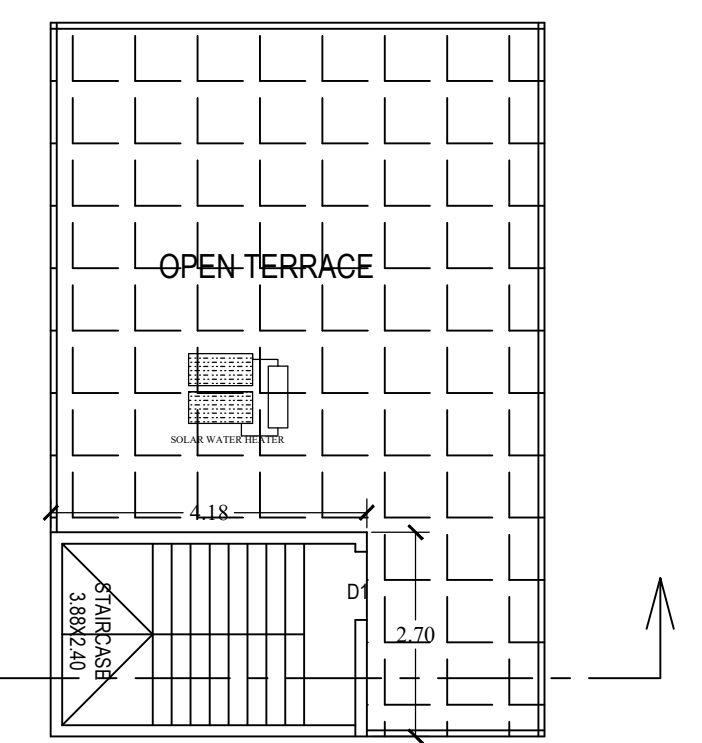 OPEN TERRACE
SOLAR WATER HEATER
4.18
D1
STAIRCASE
3.88X2.40
2.70